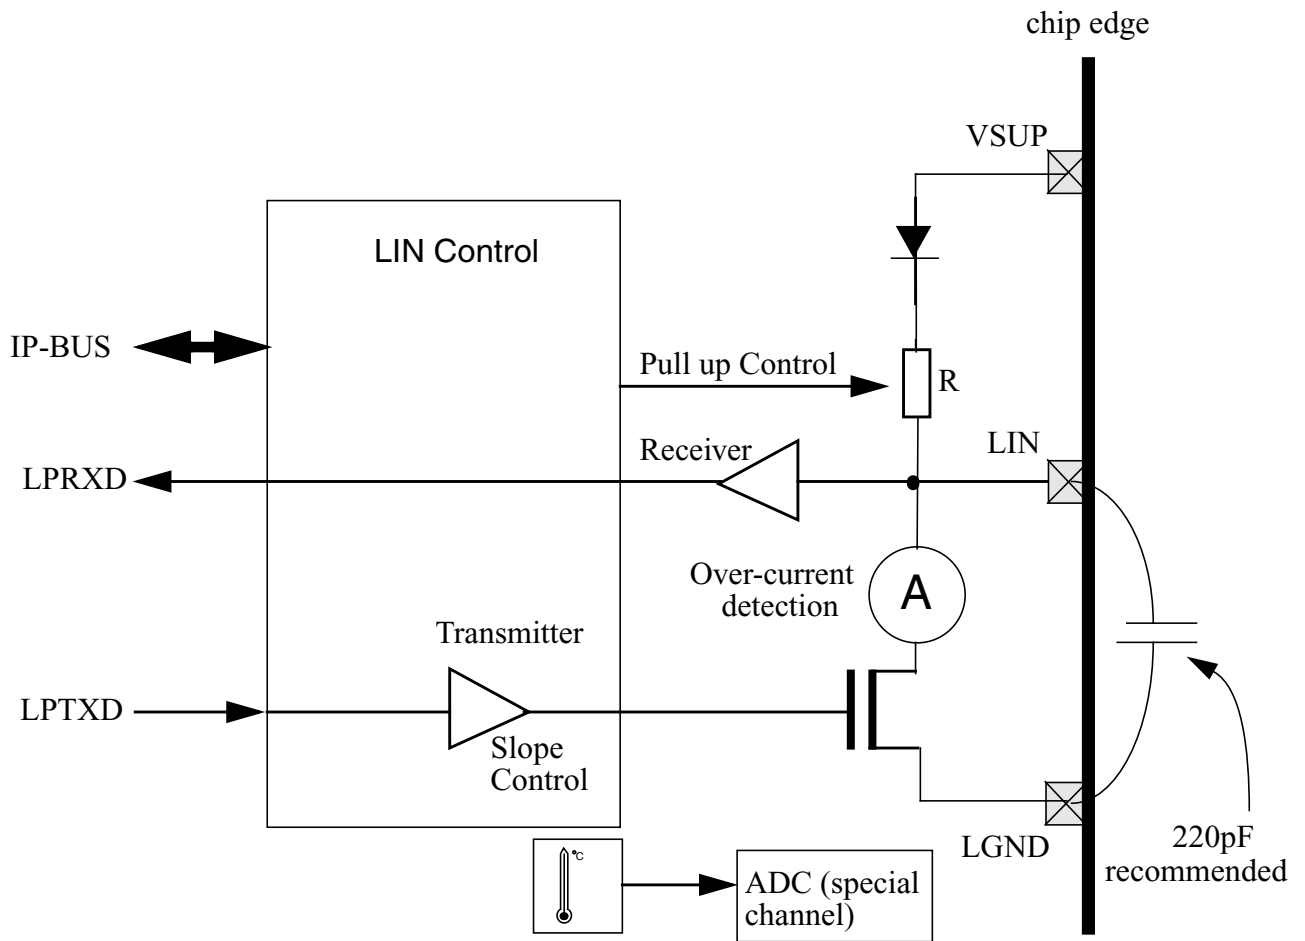 chip edge
VSUP
LIN Control
IP-BUS
Pull up Control
R
Receiver
LIN
LPRXD
Over-current
detection
A
Transmitter
LPTXD
Slope
Control
220pF
recommended
LGND
°C
ADC (special
channel)